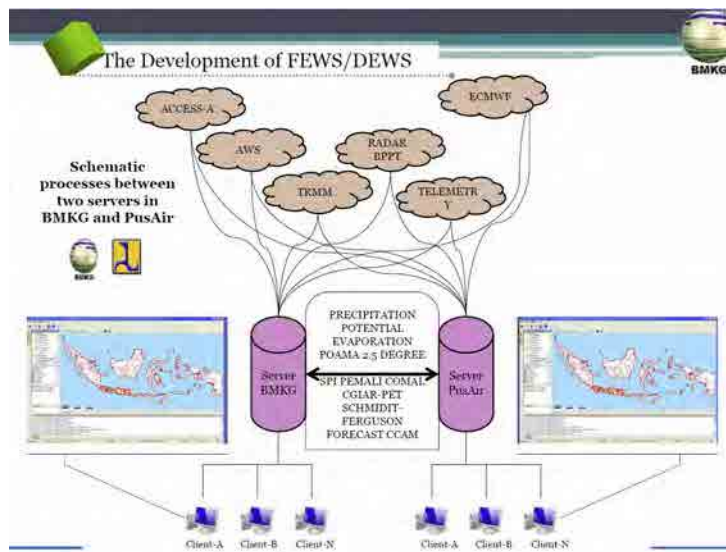 The Development of FEWS/DEWS
BMKG
ACCESS-A
ECMWF
AWS
RADAR
BPPT
TRMM
TELEMETR
Y
Schematic
processes between
two servers in
BMKG and PusAir
BMKG
PRECIPITATION
POTENTIAL
EVAPORATION
POAMA 2.5 DEGREE
Server
BMKG
Server
PusAir
SPI PEMALI COMAL
CGIAR-PET
SCHMIDIT-
FERGUSON
FORECAST CCAM
Client-A
Client-B
Client-N
Client-A
Client-B
Client-N